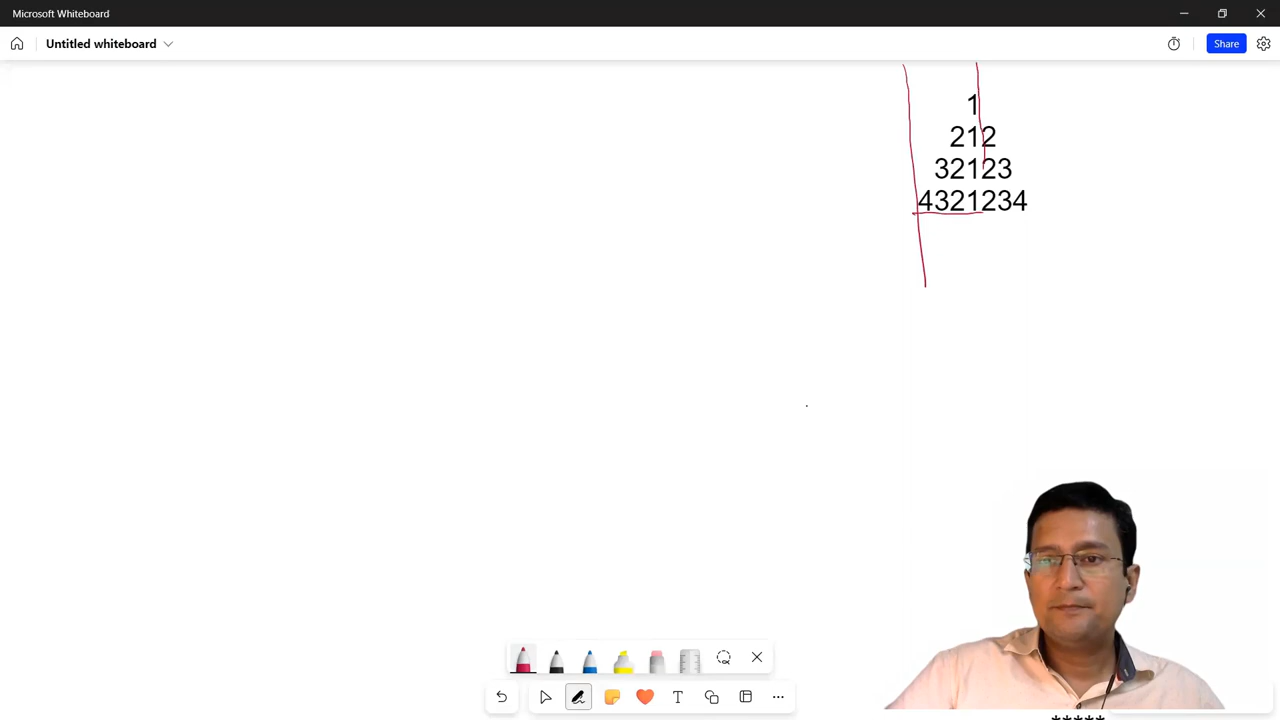 Microsoft Whiteboard
Untitled whiteboard
Share
1
212
32123
4321234
T
*****